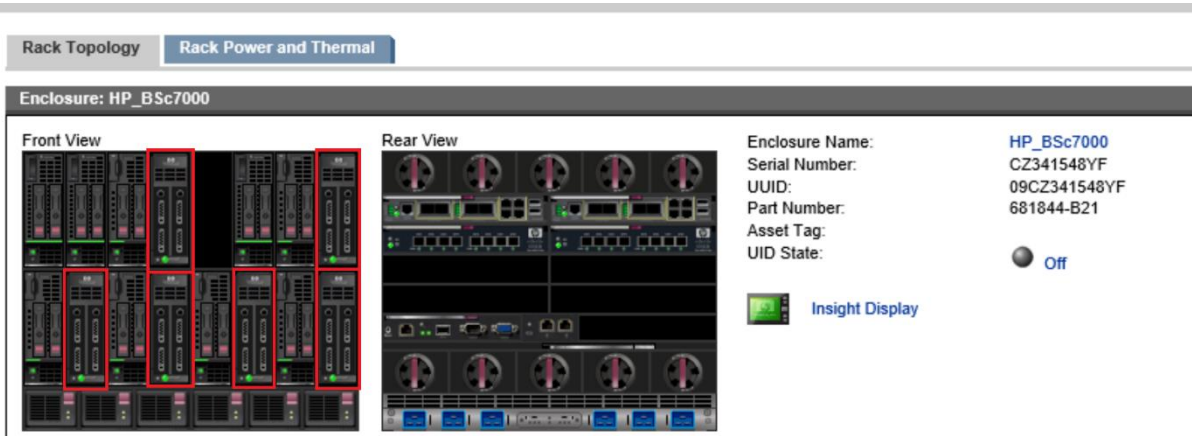 Rack Topology
Rack Power and Thermal
Enclosure: HP_BSc7000
Front View
Rear View
Enclosure Name: HP_BSc7000
Serial Number: CZ341548YF
UUID: 09CZ341548YF
Part Number: 681844-B21
Asset Tag:
UID State: Off
Insight Display